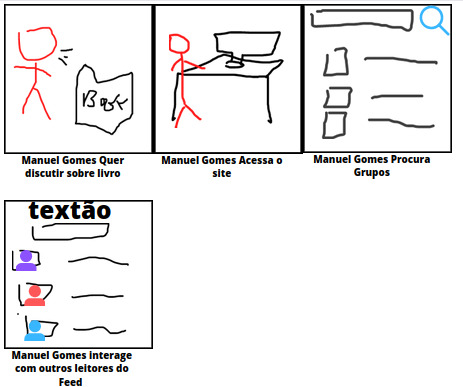 Book
Manuel Gomes Quer
discutir sobre livro
Manuel Gomes Acessa o
site
Manuel Gomes Procura
Grupos
textão
Manuel Gomes interage
com outros leitores do
Feed